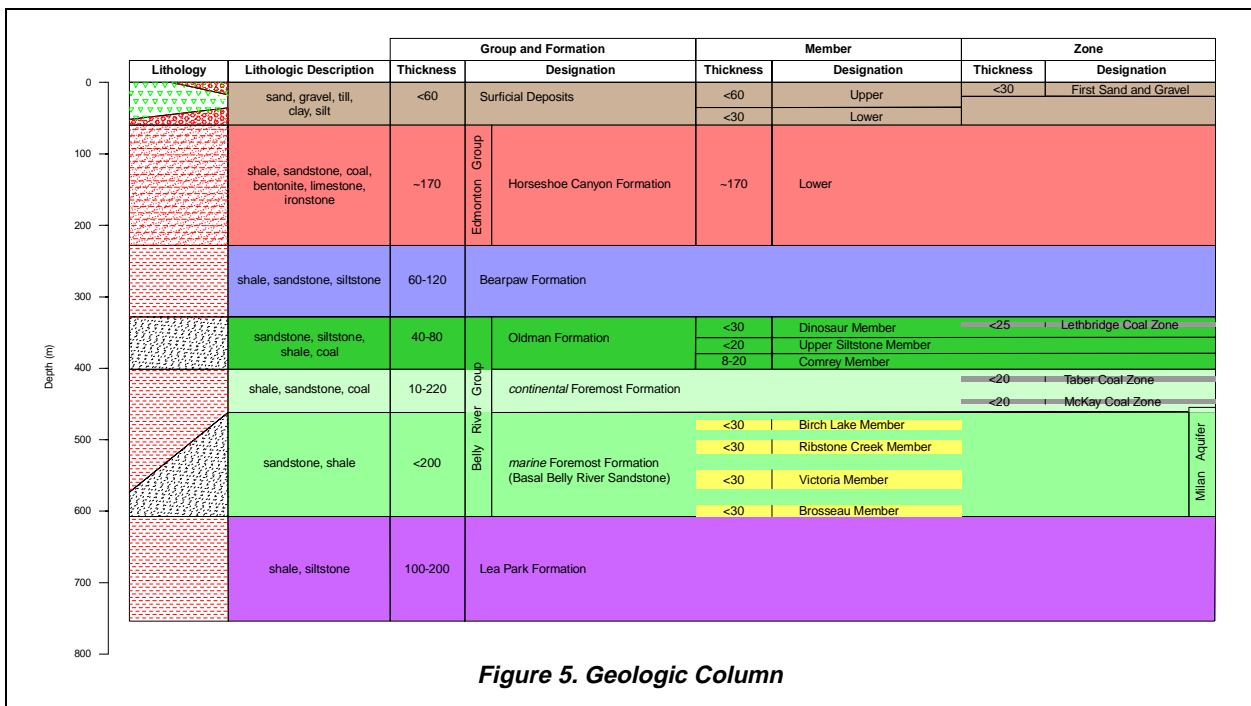 Group and Formation Member Zone
Lithology Lithologic Description Thickness Designation Thickness Designation Thickness Designation
Depth (m)
0
100
200
300
400
500
600
700
800
sand, gravel, till,
clay, silt
<60 Surficial Deposits <60 Upper <30 First Sand and Gravel
<30 Lower
shale, sandstone, coal,
bentonite, limestone,
ironstone
~170 Edmonton Group Horseshoe Canyon Formation ~170 Lower
shale, sandstone, siltstone 60-120 Bearpaw Formation
Belly River Group
sandstone, siltstone,
shale, coal
40-80 Oldman Formation <30 Dinosaur Member <25 Lethbridge Coal Zone
<20 Upper Siltstone Member
8-20 Comrey Member
shale, sandstone, coal 10-220 continental Foremost Formation <20 Taber Coal Zone
<20 McKay Coal Zone
sandstone, shale <200 marine Foremost Formation
(Basal Belly River Sandstone)
<30 Birch Lake Member
<30 Ribstone Creek Member
<30 Victoria Member
<30 Brosseau Member
Milan Aquifer
shale, siltstone 100-200 Lea Park Formation
Figure 5. Geologic Column